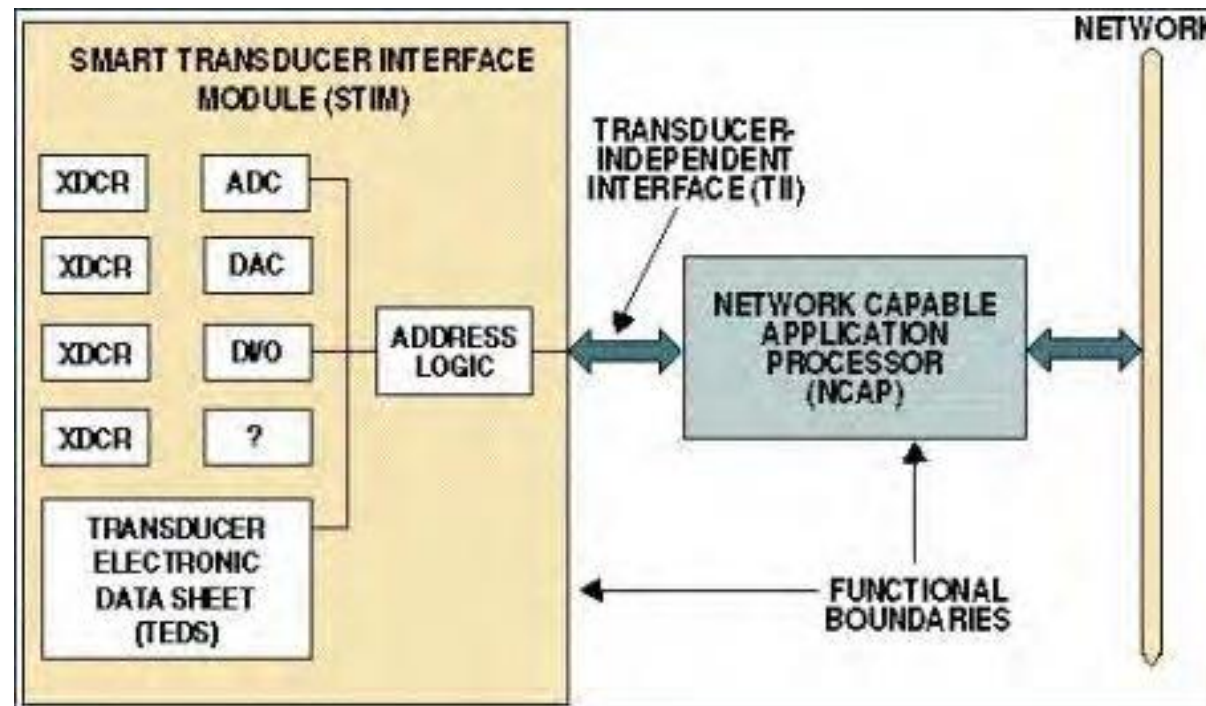 NETWORK
SMART TRANSDUCER INTERFACE
MODULE (STIM)
TRANSDUCER-
INDEPENDENT
INTERFACE (TII)
XDCR
ADC
XDCR
DAC
XDCR
DI/O
XDCR
?
ADDRESS
LOGIC
NETWORK CAPABLE
APPLICATION
PROCESSOR
(NCAP)
TRANSDUCER
ELECTRONIC
DATA SHEET
(TEDS)
FUNCTIONAL
BOUNDARIES